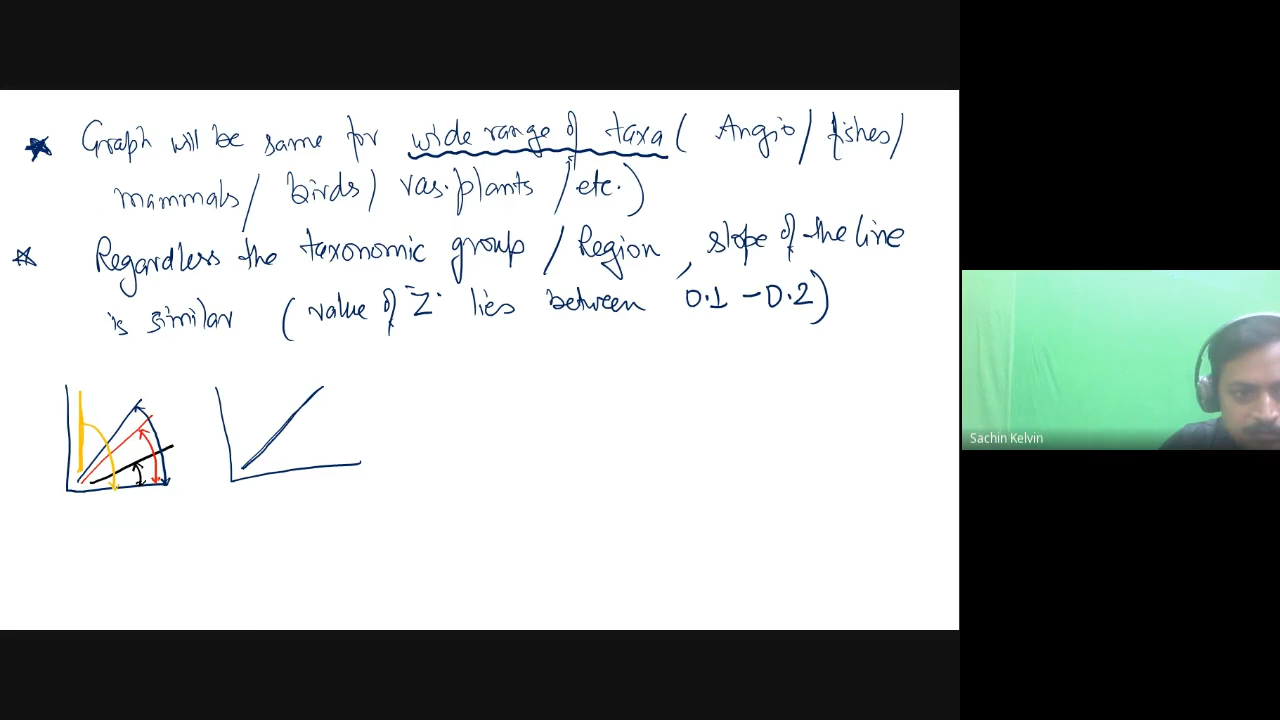 Graph will be same for wide range of taxa ( Angio / fishes /
mammals / birds / vas. plants / etc. )
Regardless the taxonomic group / Region , slope of the line
is similar ( value of Z lies between 0.1 - 0.2 )
Sachin Kelvin